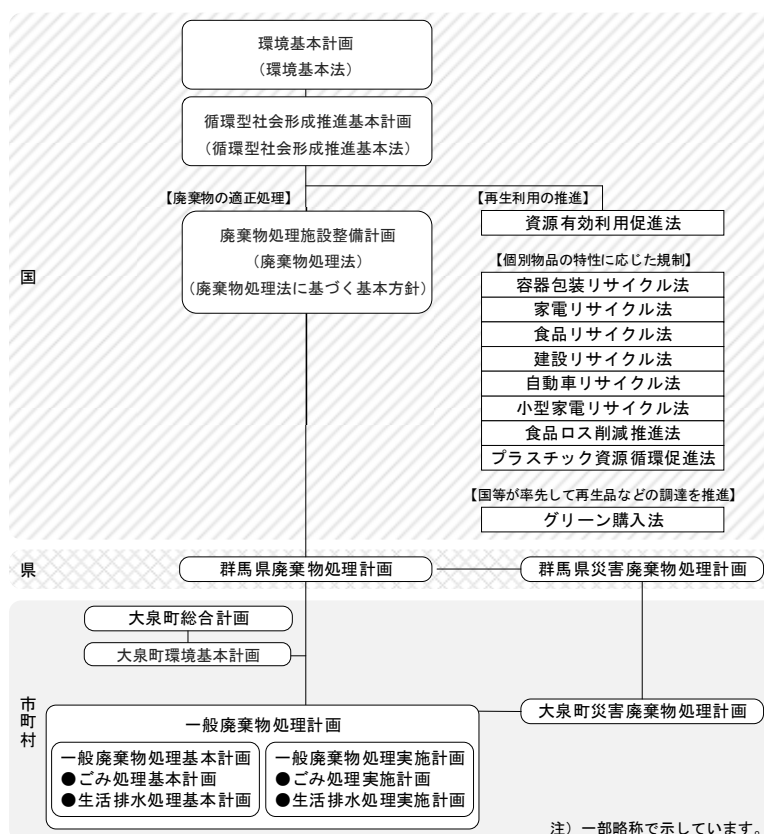 環境基本計画
（環境基本法）
循環型社会形成推進基本計画
（循環型社会形成推進基本法）
【廃棄物の適正処理】
【再生利用の推進】
廃棄物処理施設整備計画
（廃棄物処理法）
（廃棄物処理法に基づく基本方針）
資源有効利用促進法
国
【個別物品の特性に応じた規制】
容器包装リサイクル法
家電リサイクル法
食品リサイクル法
建設リサイクル法
自動車リサイクル法
小型家電リサイクル法
食品ロス削減推進法
プラスチック資源循環促進法
【国等が率先して再生品などの調達を推進】
グリーン購入法
県
群馬県廃棄物処理計画
群馬県災害廃棄物処理計画
大泉町総合計画
大泉町環境基本計画
市町村
大泉町災害廃棄物処理計画
一般廃棄物処理計画
一般廃棄物処理基本計画
●ごみ処理基本計画
●生活排水処理基本計画
一般廃棄物処理実施計画
●ごみ処理実施計画
●生活排水処理実施計画
注）一部略称で示しています。